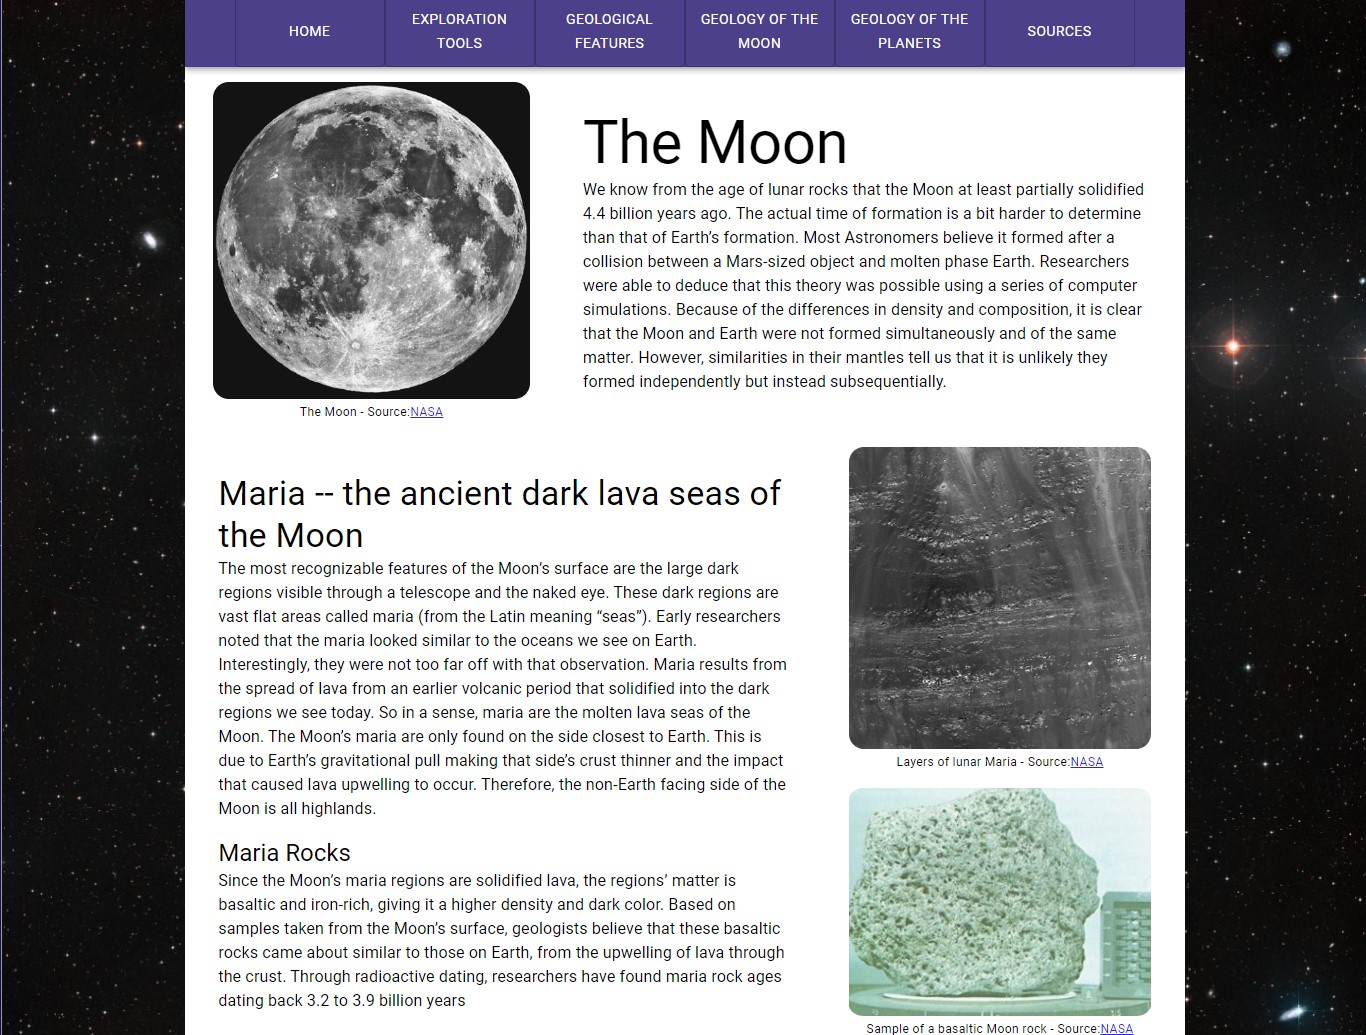 HOME
EXPLORATION
TOOLS
GEOLOGICAL
FEATURES
GEOLOGY OF THE
MOON
GEOLOGY OF THE
PLANETS
SOURCES
The Moon
We know from the age of lunar rocks that the Moon at least partially solidified
4.4 billion years ago. The actual time of formation is a bit harder to determine
than that of Earth’s formation. Most Astronomers believe it formed after a
collision between a Mars-sized object and molten phase Earth. Researchers
were able to deduce that this theory was possible using a series of computer
simulations. Because of the differences in density and composition, it is clear
that the Moon and Earth were not formed simultaneously and of the same
matter. However, similarities in their mantles tell us that it is unlikely they
formed independently but instead subsequentially.
The Moon - Source:NASA
Maria -- the ancient dark lava seas of
the Moon
The most recognizable features of the Moon’s surface are the large dark
regions visible through a telescope and the naked eye. These dark regions are
vast flat areas called maria (from the Latin meaning “seas”). Early researchers
noted that the maria looked similar to the oceans we see on Earth.
Interestingly, they were not too far off with that observation. Maria results from
the spread of lava from an earlier volcanic period that solidified into the dark
regions we see today. So in a sense, maria are the molten lava seas of the
Moon. The Moon’s maria are only found on the side closest to Earth. This is
due to Earth’s gravitational pull making that side’s crust thinner and the impact
that caused lava upwelling to occur. Therefore, the non-Earth facing side of the
Moon is all highlands.
Layers of lunar Maria - Source:NASA
Maria Rocks
Since the Moon’s maria regions are solidified lava, the regions’ matter is
basaltic and iron-rich, giving it a higher density and dark color. Based on
samples taken from the Moon’s surface, geologists believe that these basaltic
rocks came about similar to those on Earth, from the upwelling of lava through
the crust. Through radioactive dating, researchers have found maria rock ages
dating back 3.2 to 3.9 billion years
Sample of a basaltic Moon rock - Source:NASA